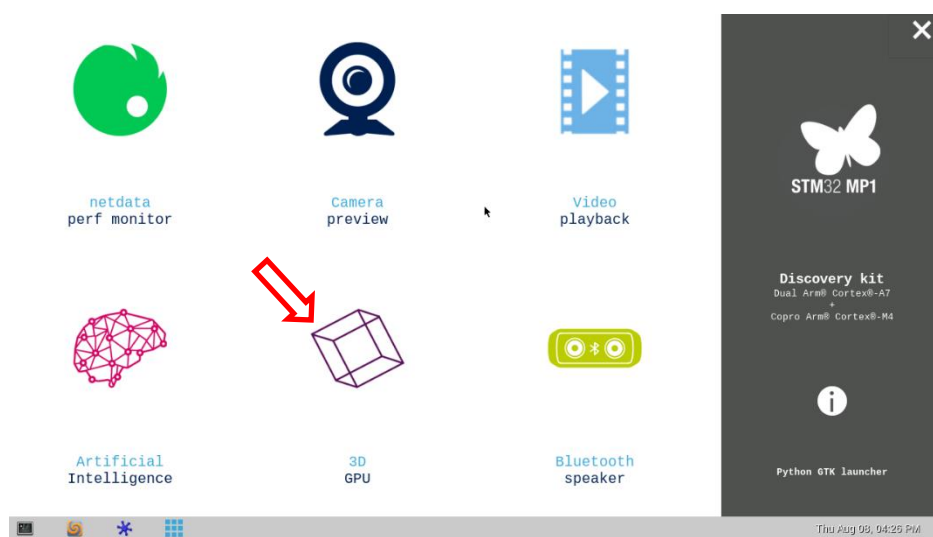 netdata
perf monitor
Camera
preview
Video
playback
STM32 MP1
Discovery kit
Dual Arm® Cortex®-A7
+
Copro Arm® Cortex®-M4
Artificial
Intelligence
3D
GPU
Bluetooth
speaker
Python GTK launcher
Thu Aug 08, 04:25 PM